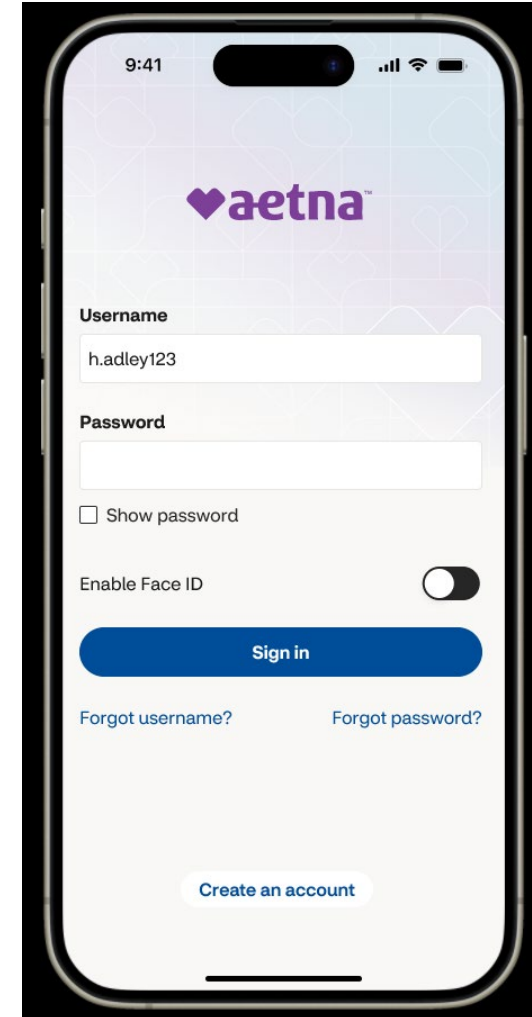 9:41
aetna™
Username
h.adley123
Password
Show password
Enable Face ID
Sign in
Forgot username? Forgot password?
Create an account